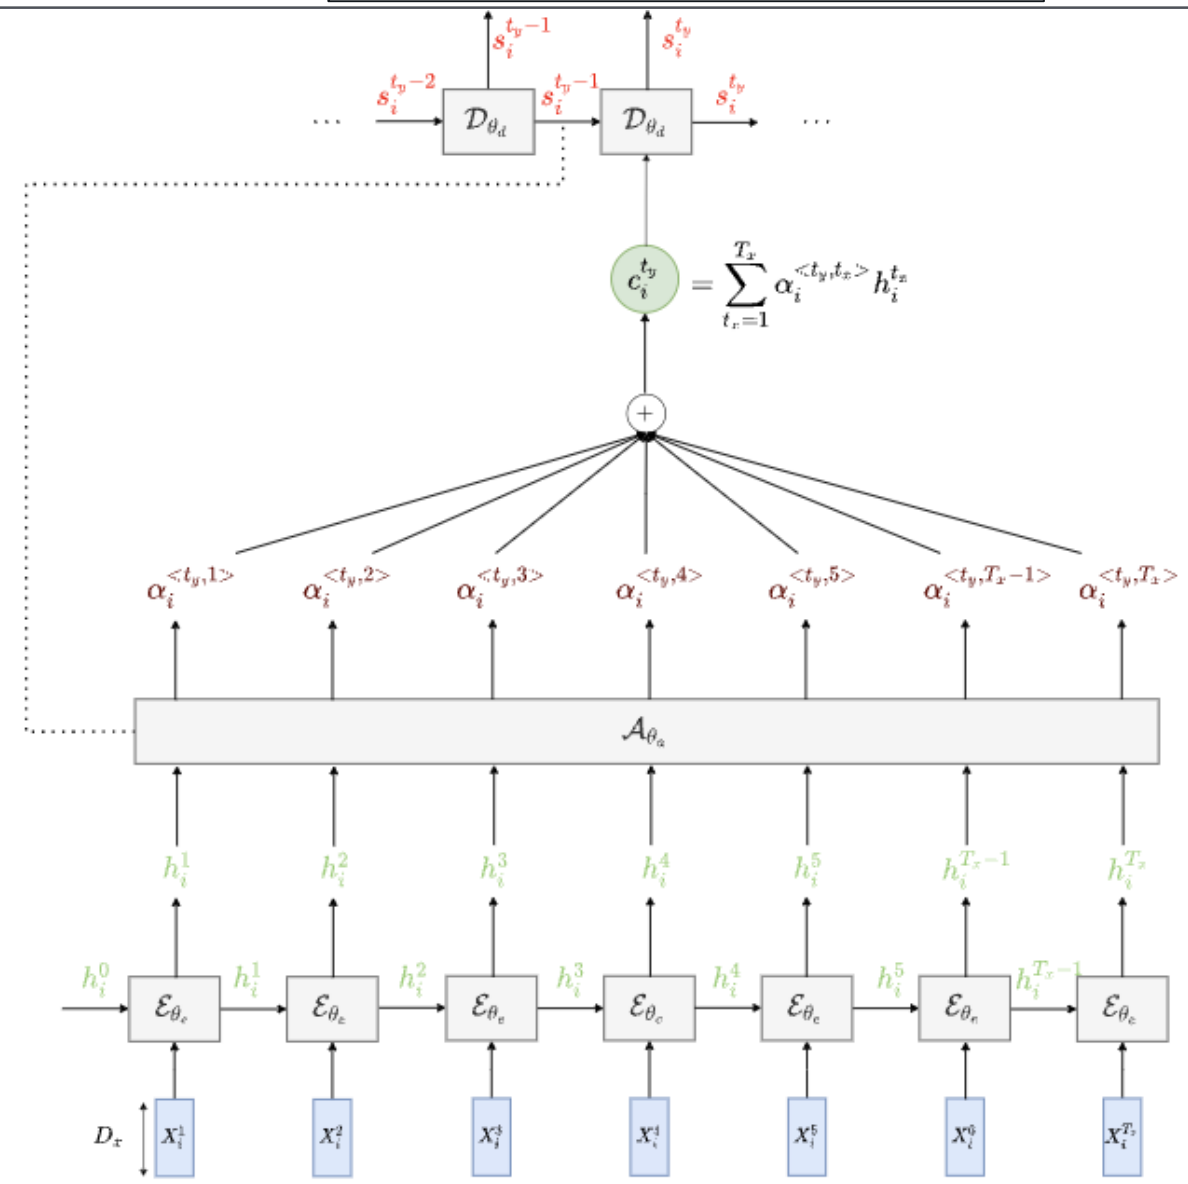 s_i^{t_y-1} s_i^{t_y}
s_i^{t_y-2} s_i^{t_y-1} s_i^{t_y}
... 𝒟_{θ_d} 𝒟_{θ_d} ...
c_i^{t_y} = ∑_{t_x=1}^{T_x} α_i^{<t_y,t_x>} h_i^{t_x}
+
α_i^{<t_y,1>} α_i^{<t_y,2>} α_i^{<t_y,3>} α_i^{<t_y,4>} α_i^{<t_y,5>} α_i^{<t_y,T_x-1>} α_i^{<t_y,T_x>}
𝒜_{θ_a}
h_i^1 h_i^2 h_i^3 h_i^4 h_i^5 h_i^{T_x-1} h_i^{T_x}
h_i^0 h_i^1 h_i^2 h_i^3 h_i^4 h_i^5 h_i^{T_x-1}
ℰ_{θ_e} ℰ_{θ_e} ℰ_{θ_e} ℰ_{θ_e} ℰ_{θ_e} ℰ_{θ_e} ℰ_{θ_e}
D_x X_i^1 X_i^2 X_i^3 X_i^4 X_i^5 X_i^6 X_i^{T_x}